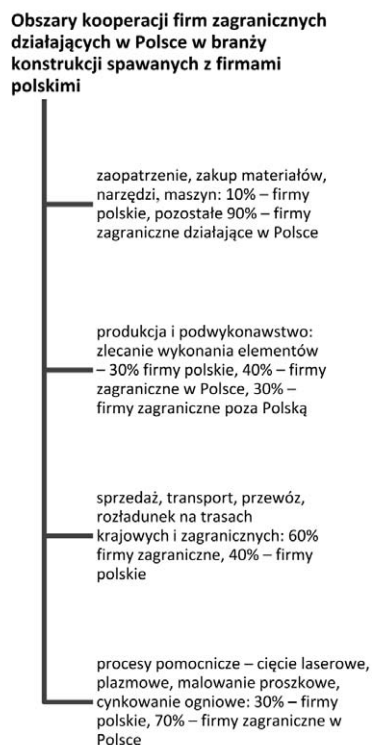 Obszary kooperacji firm zagranicznych
działających w Polsce w branży
konstrukcji spawanych z firmami
polskimi
zaopatrzenie, zakup materiałów,
narzędzi, maszyn: 10% – firmy
polskie, pozostałe 90% – firmy
zagraniczne działające w Polsce
produkcja i podwykonawstwo:
zlecanie wykonania elementów
– 30% firmy polskie, 40% – firmy
zagraniczne w Polsce, 30% –
firmy zagraniczne poza Polską
sprzedaż, transport, przewóz,
rozładunek na trasach
krajowych i zagranicznych: 60%
firmy zagraniczne, 40% – firmy
polskie
procesy pomocnicze – cięcie laserowe,
plazmowe, malowanie proszkowe,
cynkowanie ogniowe: 30% – firmy
polskie, 70% – firmy zagraniczne w
Polsce